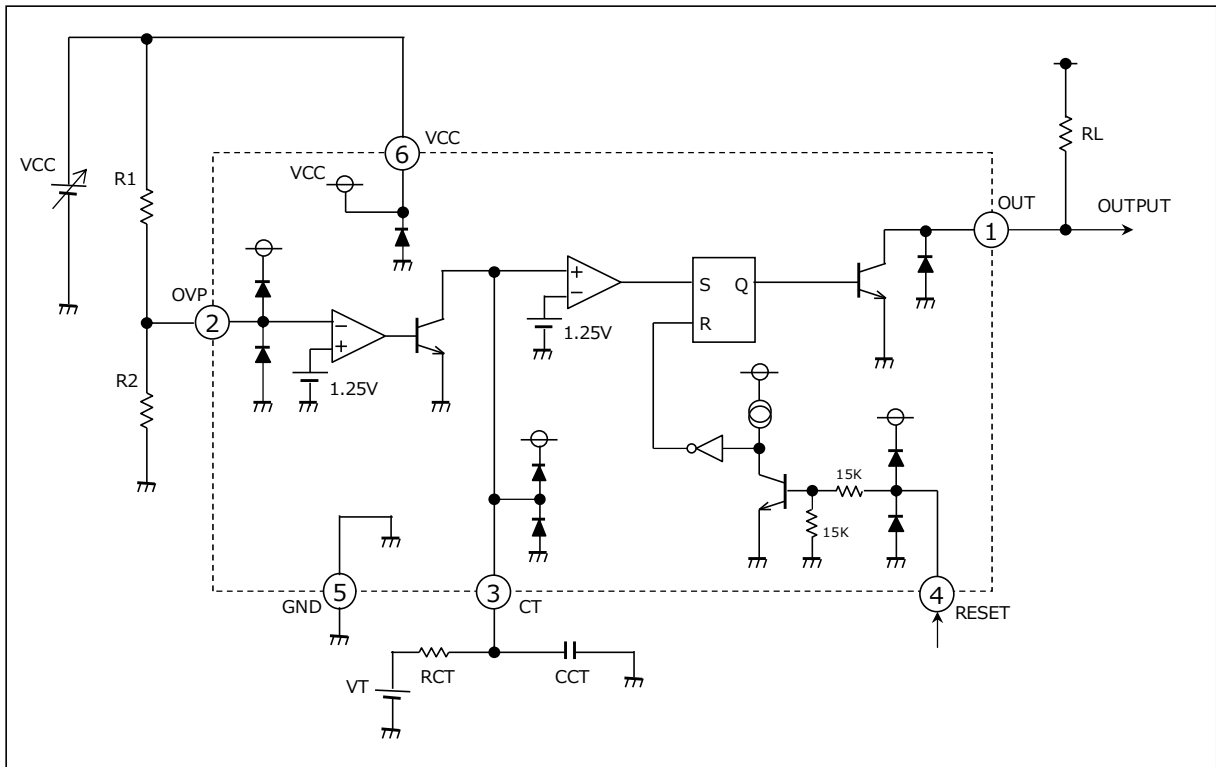 VCC
R1
R2
6
VCC
VCC
OVP
2
−
+
1.25V
+
−
1.25V
S
Q
R
OUT
1
RL
OUTPUT
15K
15K
GND
5
3
CT
4
RESET
VT
RCT
CCT